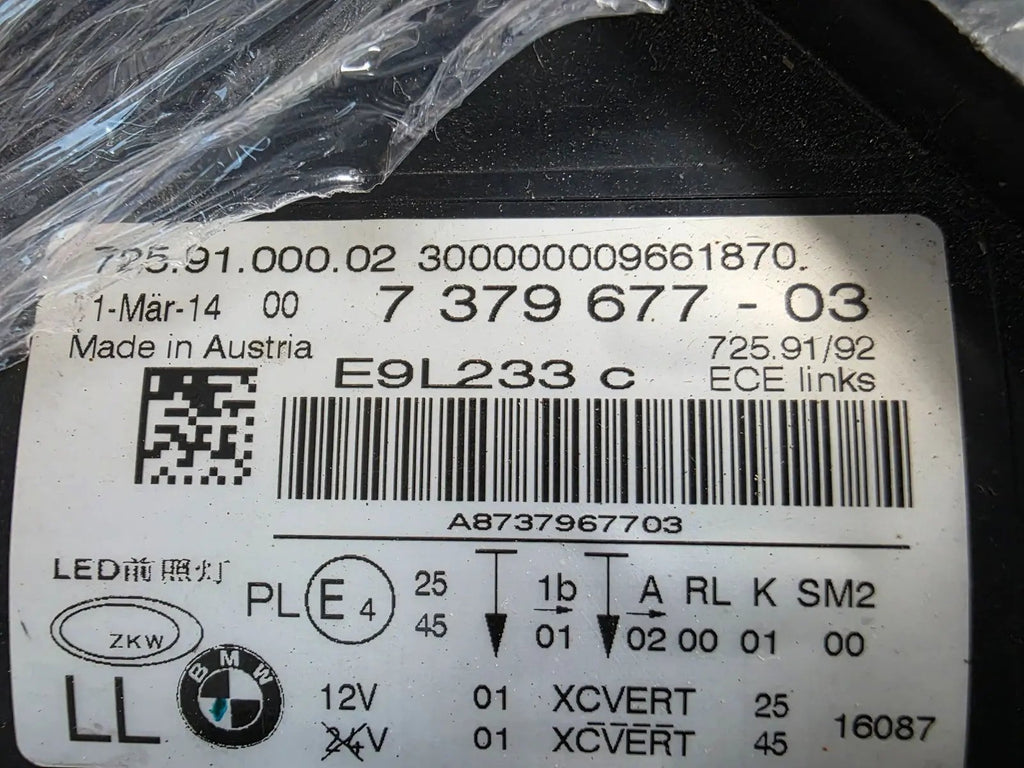 725.91.000.02 300000009661870.
1-Mär-14 00 7 379 677 - 03
Made in Austria 725.91/92
E9L233 c ECE links
A8737967703
LED前照灯
PL E4 25 1b A RL K SM2
45 01 02 00 01 00
ZKW
BMW
LL 12V 01 XCVERT 25
24V 01 XCVERT 45 16087